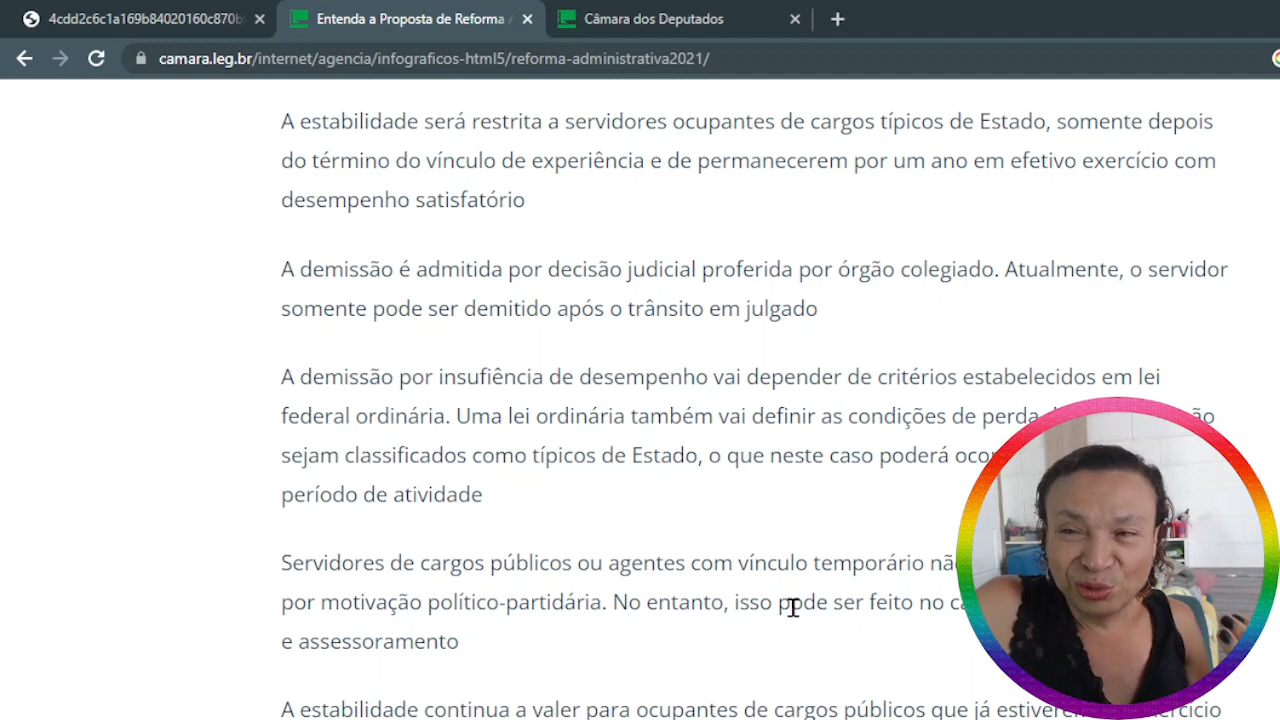 4cdd2c6c1a169b84020160c870b
Entenda a Proposta de Reforma
Câmara dos Deputados
camara.leg.br/internet/agencia/infograficos-html5/reforma-administrativa2021/
A estabilidade será restrita a servidores ocupantes de cargos típicos de Estado, somente depois
do término do vínculo de experiência e de permanecerem por um ano em efetivo exercício com
desempenho satisfatório
A demissão é admitida por decisão judicial proferida por órgão colegiado. Atualmente, o servidor
somente pode ser demitido após o trânsito em julgado
A demissão por insufiência de desempenho vai depender de critérios estabelecidos em lei
federal ordinária. Uma lei ordinária também vai definir as condições de perda
sejam classificados como típicos de Estado, o que neste caso poderá
período de atividade
Servidores de cargos públicos ou agentes com vínculo temporário
por motivação político-partidária. No entanto, isso pode ser feito no
e assessoramento
A estabilidade continua a valer para ocupantes de cargos públicos que já